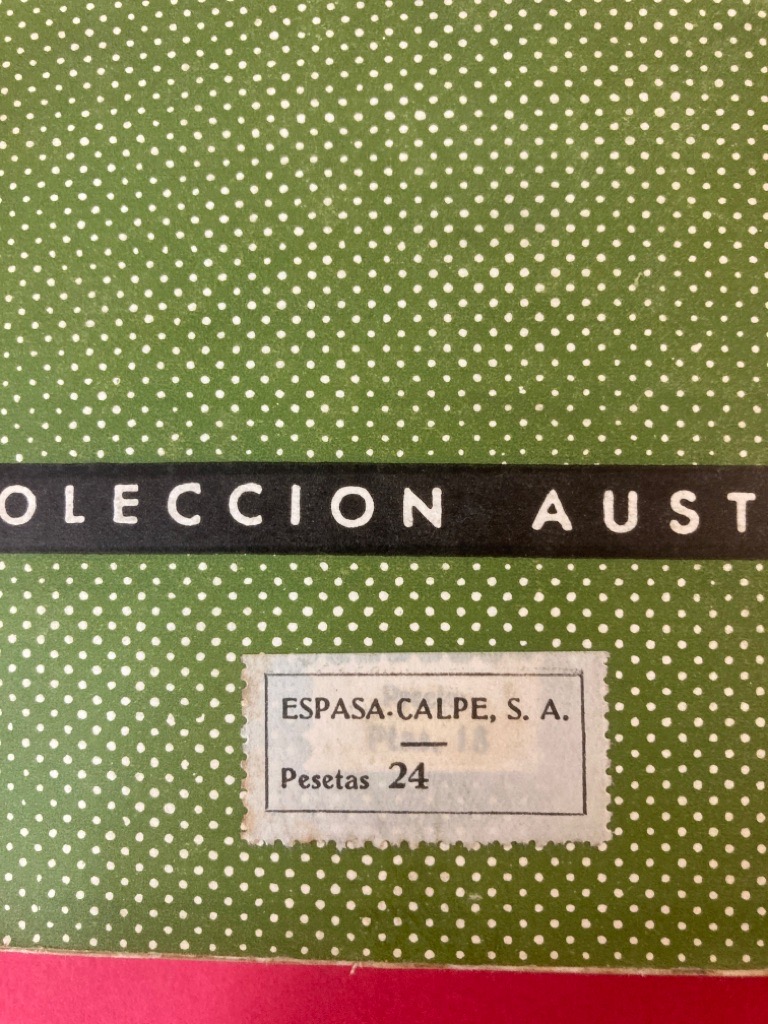 OLECCION AUST
ESPASA-CALPE, S. A.
Pesetas 24